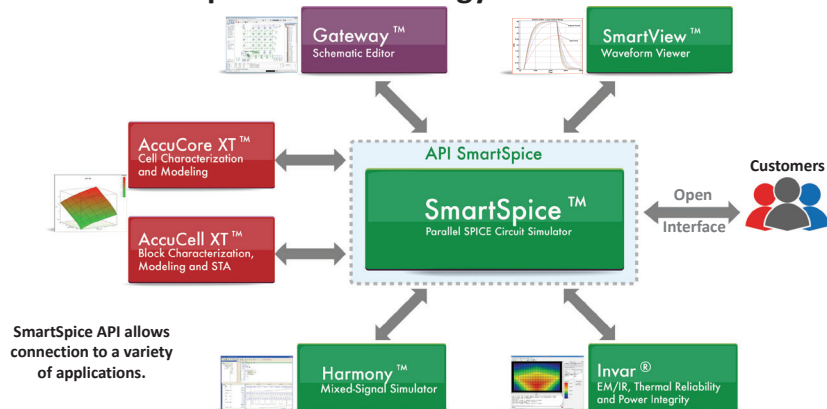 Gateway™
Schematic Editor
SmartView™
Waveform Viewer
AccuCore XT™
Cell Characterization
and Modeling
API SmartSpice
SmartSpice™
Parallel SPICE Circuit Simulator
Customers
Open
Interface
AccuCell XT™
Block Characterization,
Modeling and STA
SmartSpice API allows
connection to a variety
of applications.
Harmony™
Mixed-Signal Simulator
Invar®
EM/IR, Thermal Reliability
and Power Integrity